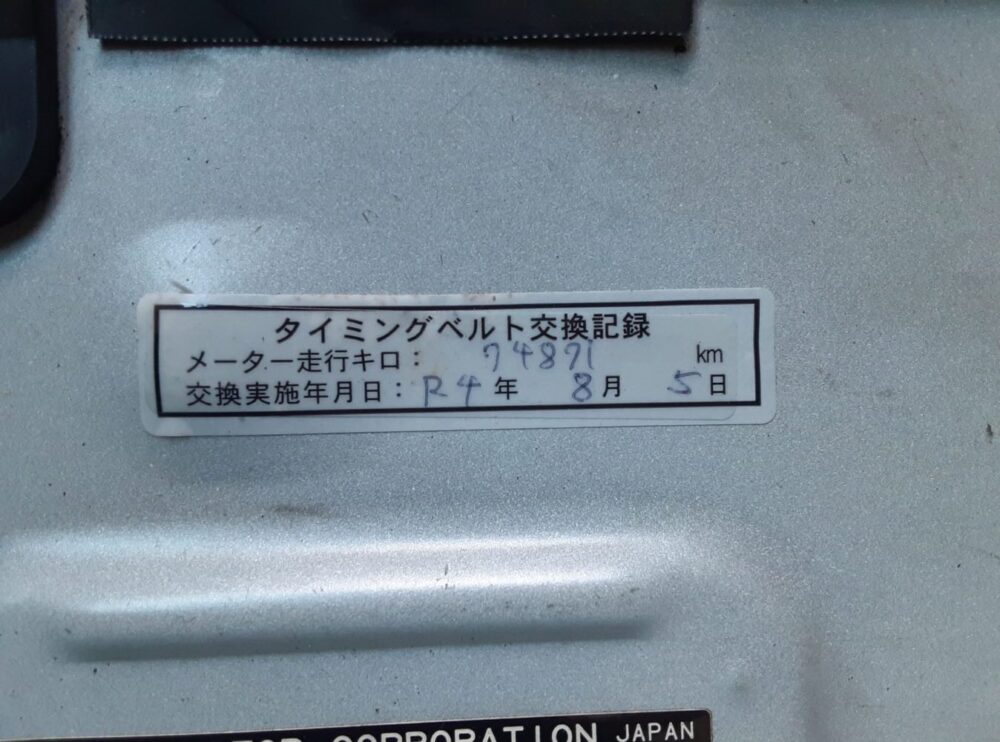 タイミングベルト交換記録
メーター走行キロ： 74871 km
交換実施年月日： R4 年 8 月 5 日
CORPORATION JAPAN